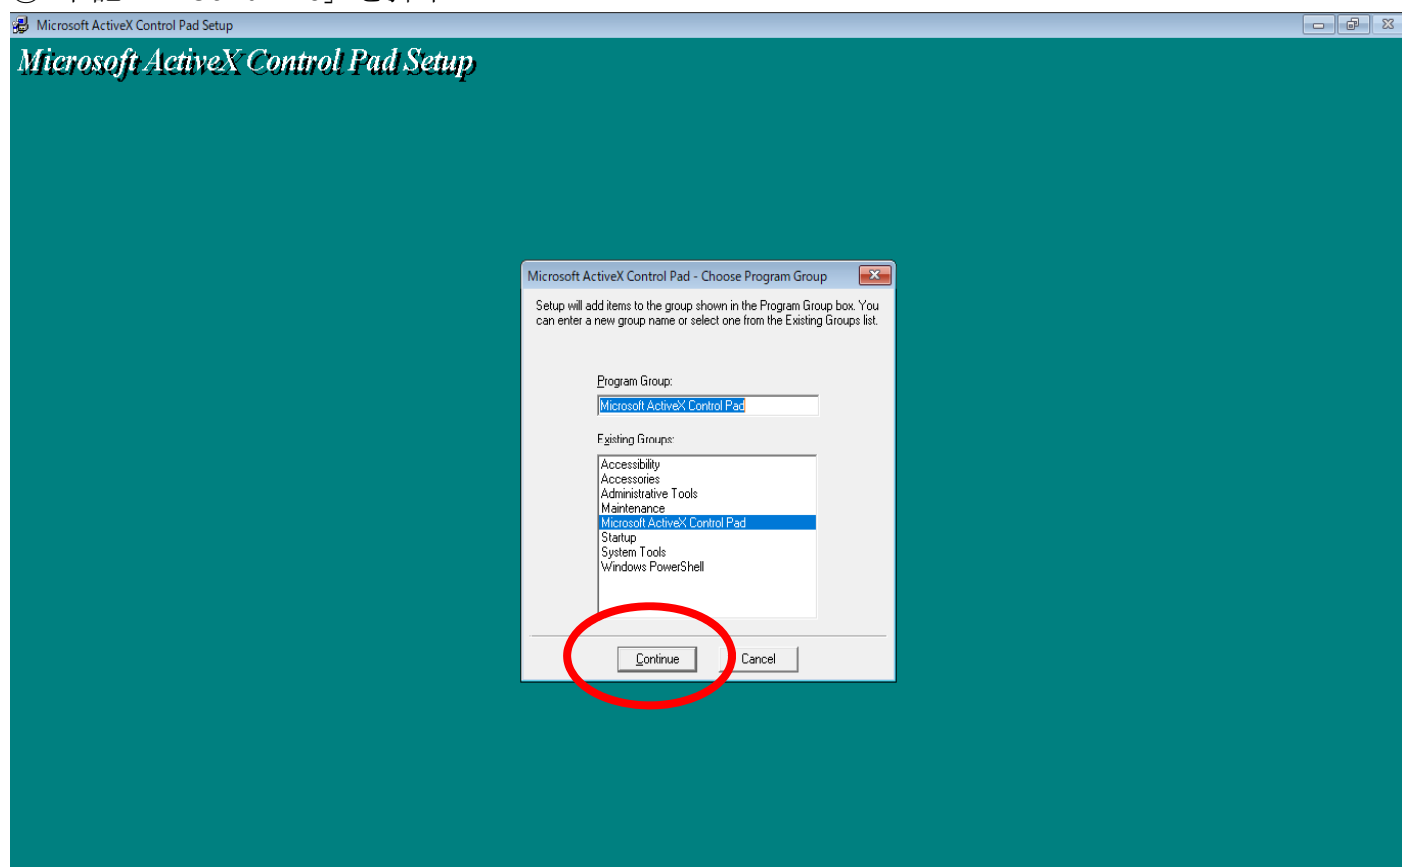 Microsoft ActiveX Control Pad Setup
Microsoft ActiveX Control Pad Setup
Microsoft ActiveX Control Pad - Choose Program Group
Setup will add items to the group shown in the Program Group box. You
can enter a new group name or select one from the Existing Groups list.
Program Group:
Microsoft ActiveX Control Pad
Existing Groups:
Accessibility
Accessories
Administrative Tools
Maintenance
Microsoft ActiveX Control Pad
Startup
System Tools
Windows PowerShell
Continue
Cancel